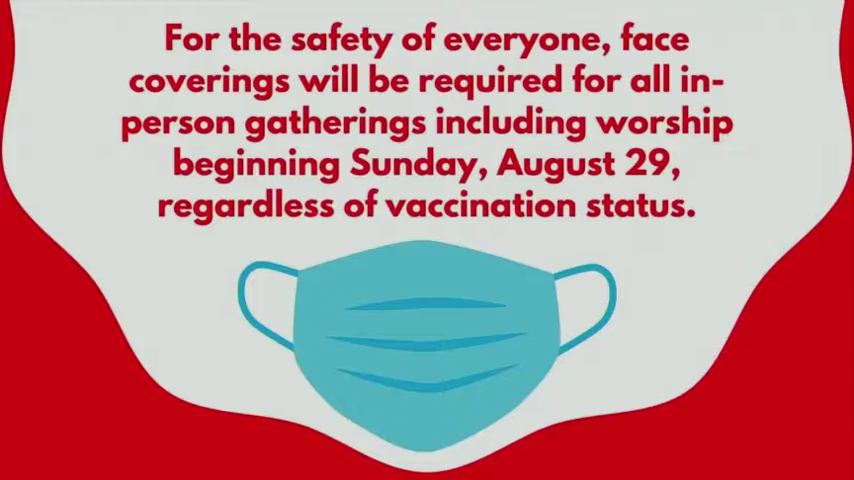 For the safety of everyone, face
coverings will be required for all in-
person gatherings including worship
beginning Sunday, August 29,
regardless of vaccination status.